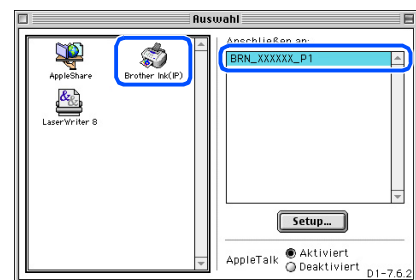 Auswahl
AppleShare
Brother Ink(IP)
LaserWriter 8
Anschließen an:
BRN_XXXXXX_P1
Setup...
AppleTalk
Aktiviert
Deaktiviert
D1-7.6.2